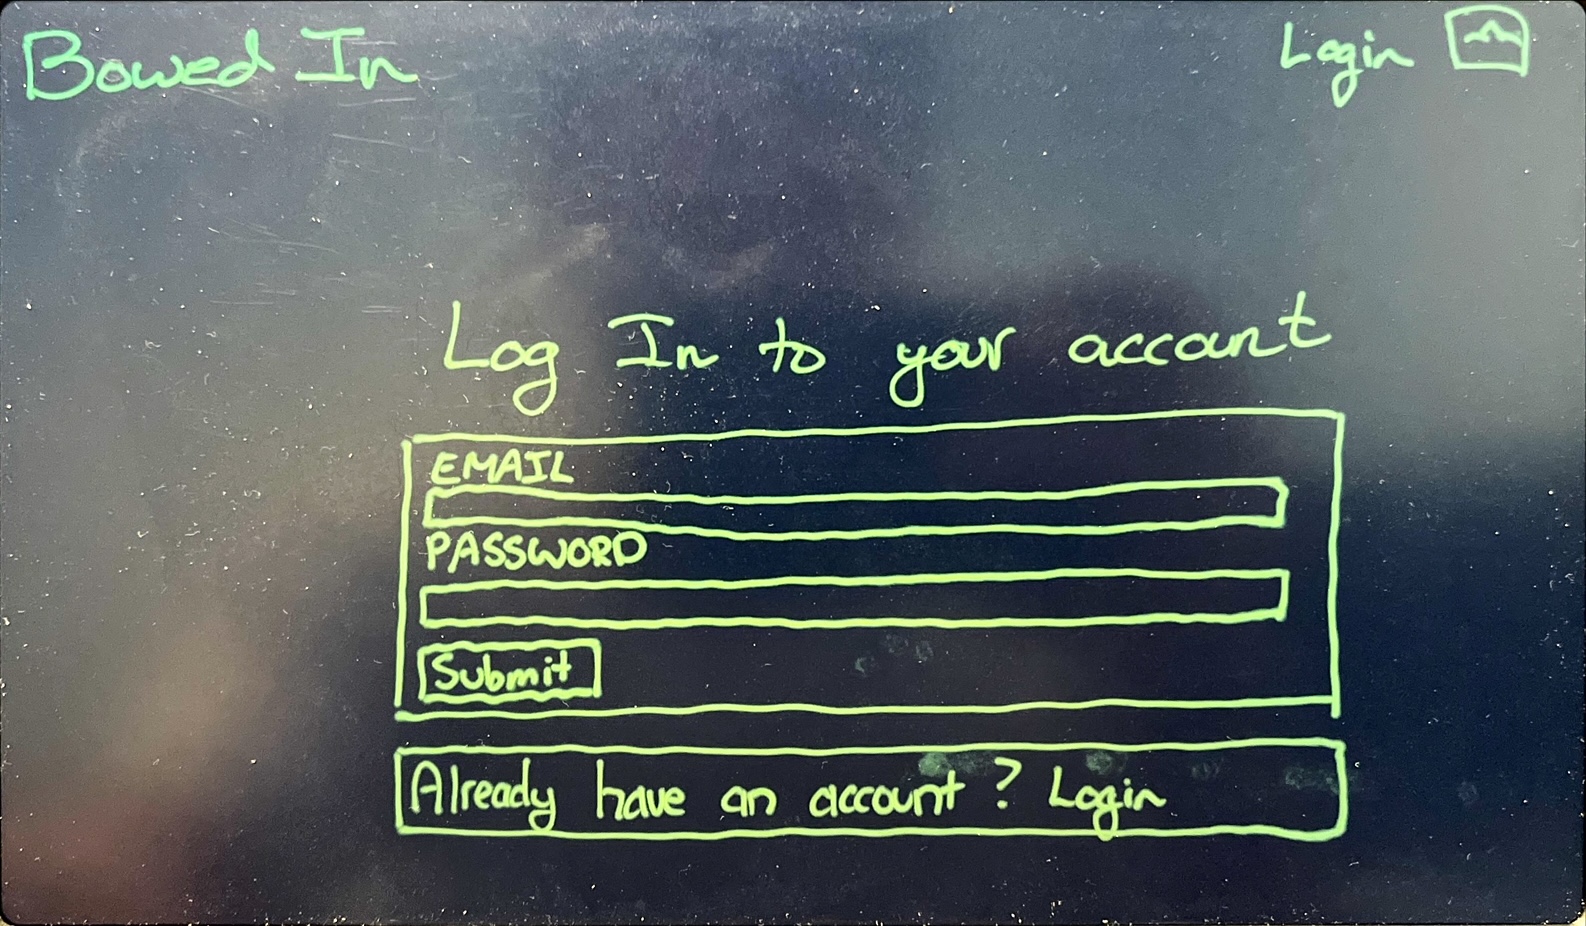 Bowed In
Login
Log In to your account
EMAIL
PASSWORD
Submit
Already have an account? Login